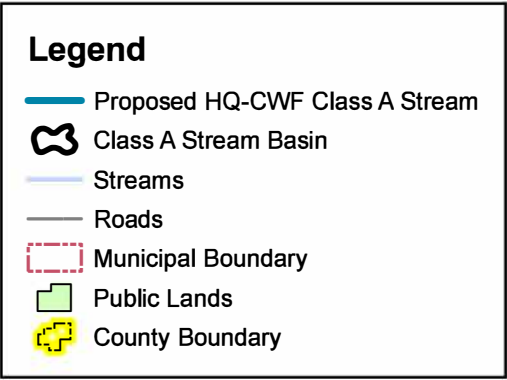 Legend
Proposed HQ-CWF Class A Stream
Class A Stream Basin
Streams
Roads
Municipal Boundary
Public Lands
County Boundary